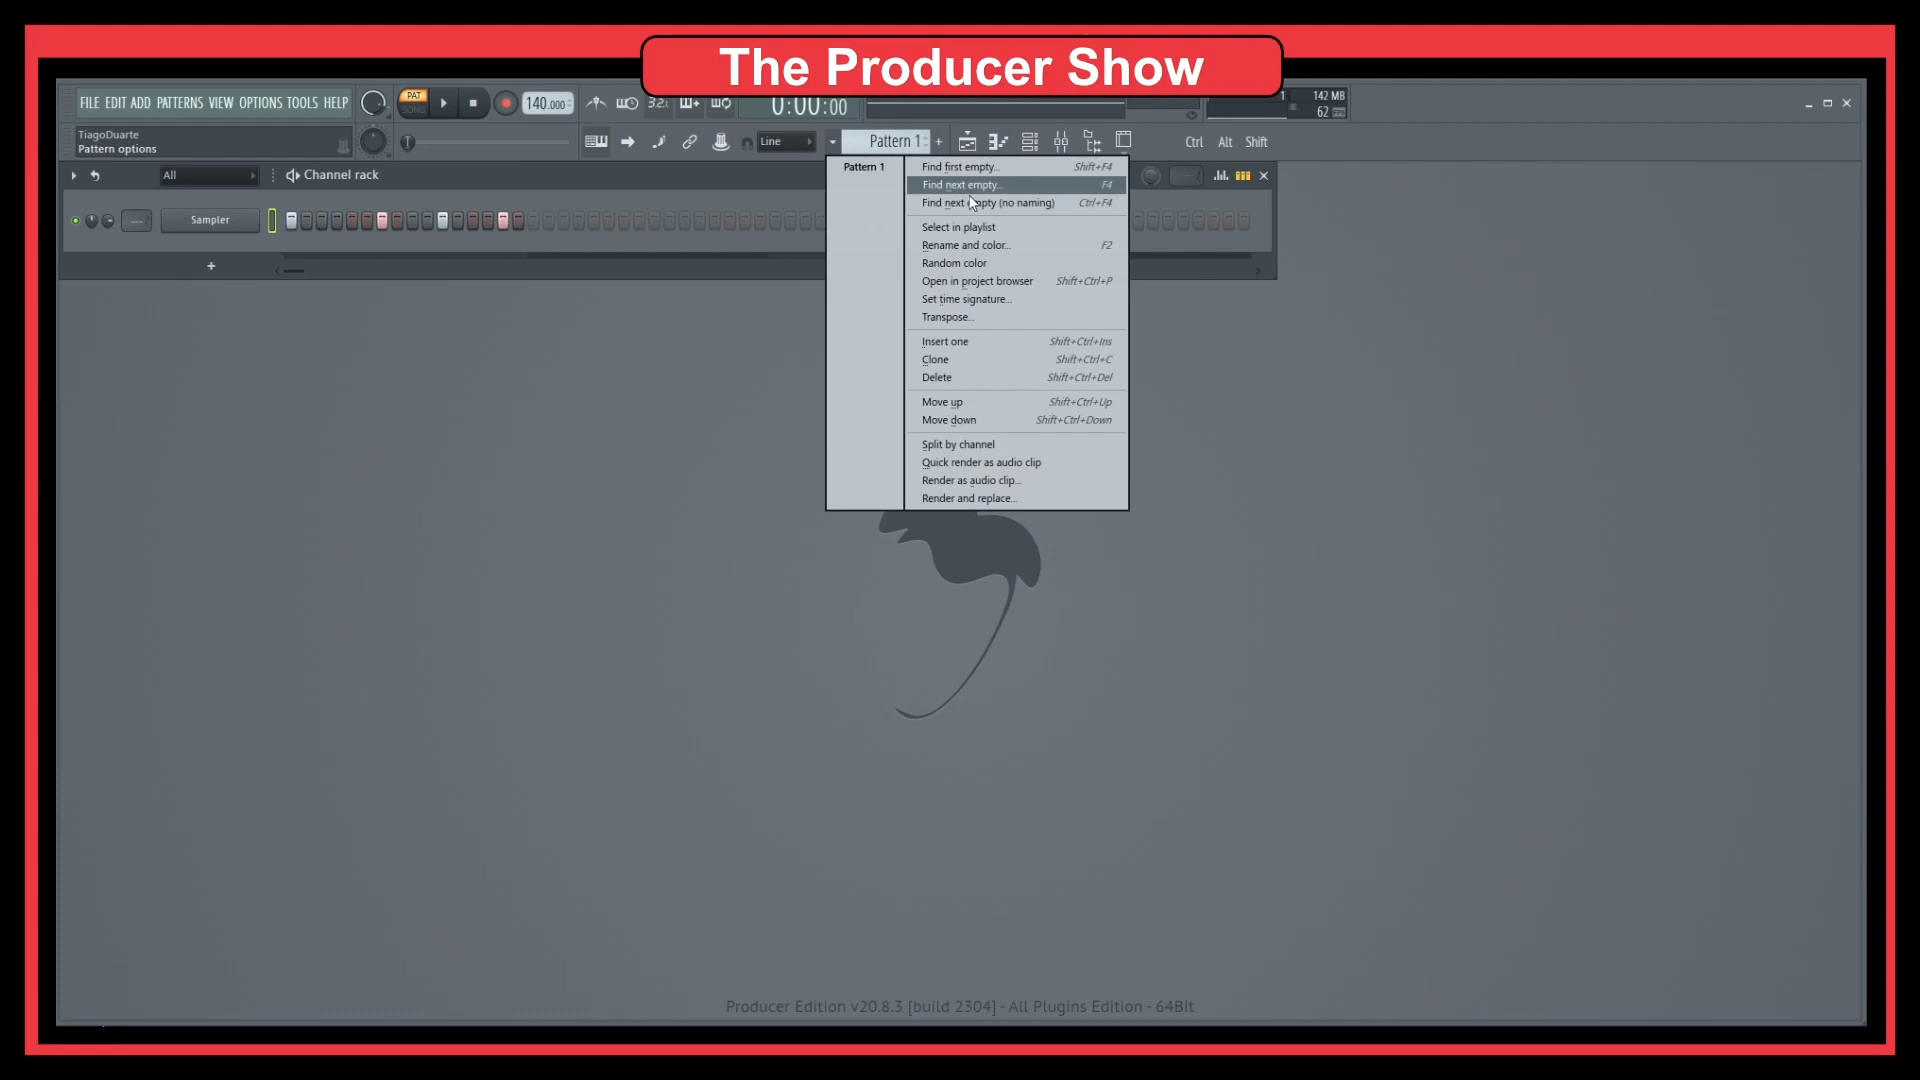 The Producer Show
FILE EDIT ADD PATTERNS VIEW OPTIONS TOOLS HELP
PAT
SONG
140.000
3.2.1
0:00:00
1
142 MB
62
TiagoDuarte
Pattern options
Line
Pattern 1
+
Ctrl Alt Shift
All
Channel rack
Sampler
+
Pattern 1
Find first empty... Shift+F4
Find next empty... F4
Find next empty (no naming) Ctrl+F4
Select in playlist
Rename and color... F2
Random color
Open in project browser Shift+Ctrl+P
Set time signature...
Transpose...
Insert one Shift+Ctrl+Ins
Clone Shift+Ctrl+C
Delete Shift+Ctrl+Del
Move up Shift+Ctrl+Up
Move down Shift+Ctrl+Down
Split by channel
Quick render as audio clip
Render as audio clip...
Render and replace...
Producer Edition v20.8.3 [build 2304] - All Plugins Edition - 64Bit